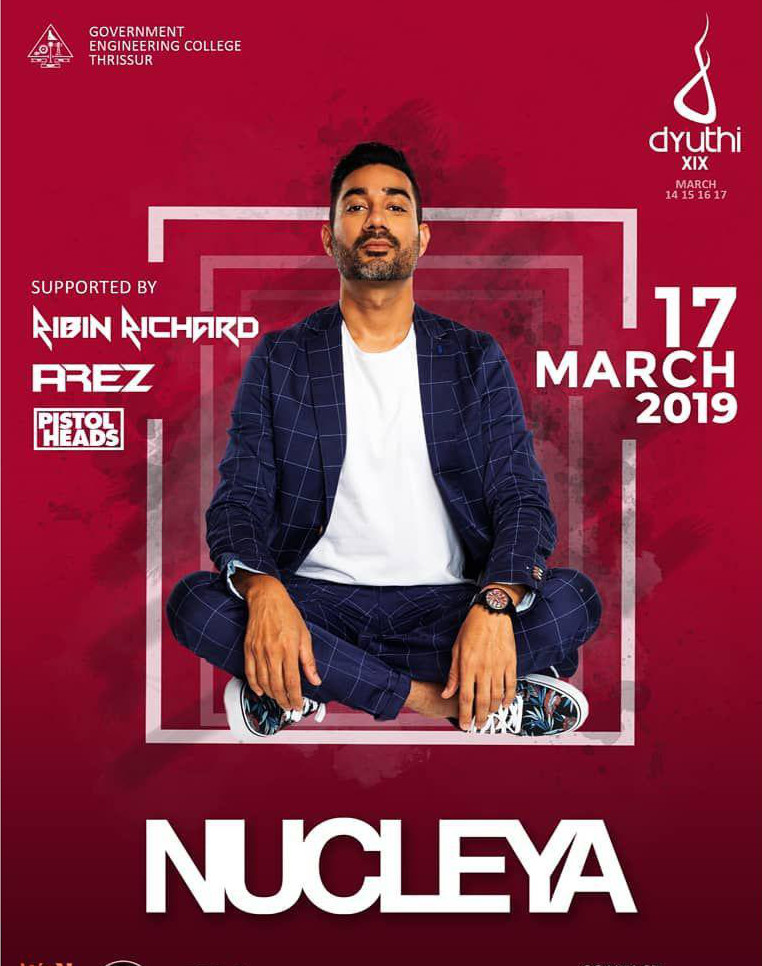 GOVERNMENT
ENGINEERING COLLEGE
THRISSUR
dyuthi
XIX
MARCH
14 15 16 17
SUPPORTED BY
RIBIN RICHARD
AREZ
PISTOL
HEADS
17
MARCH
2019
NUCLEYA